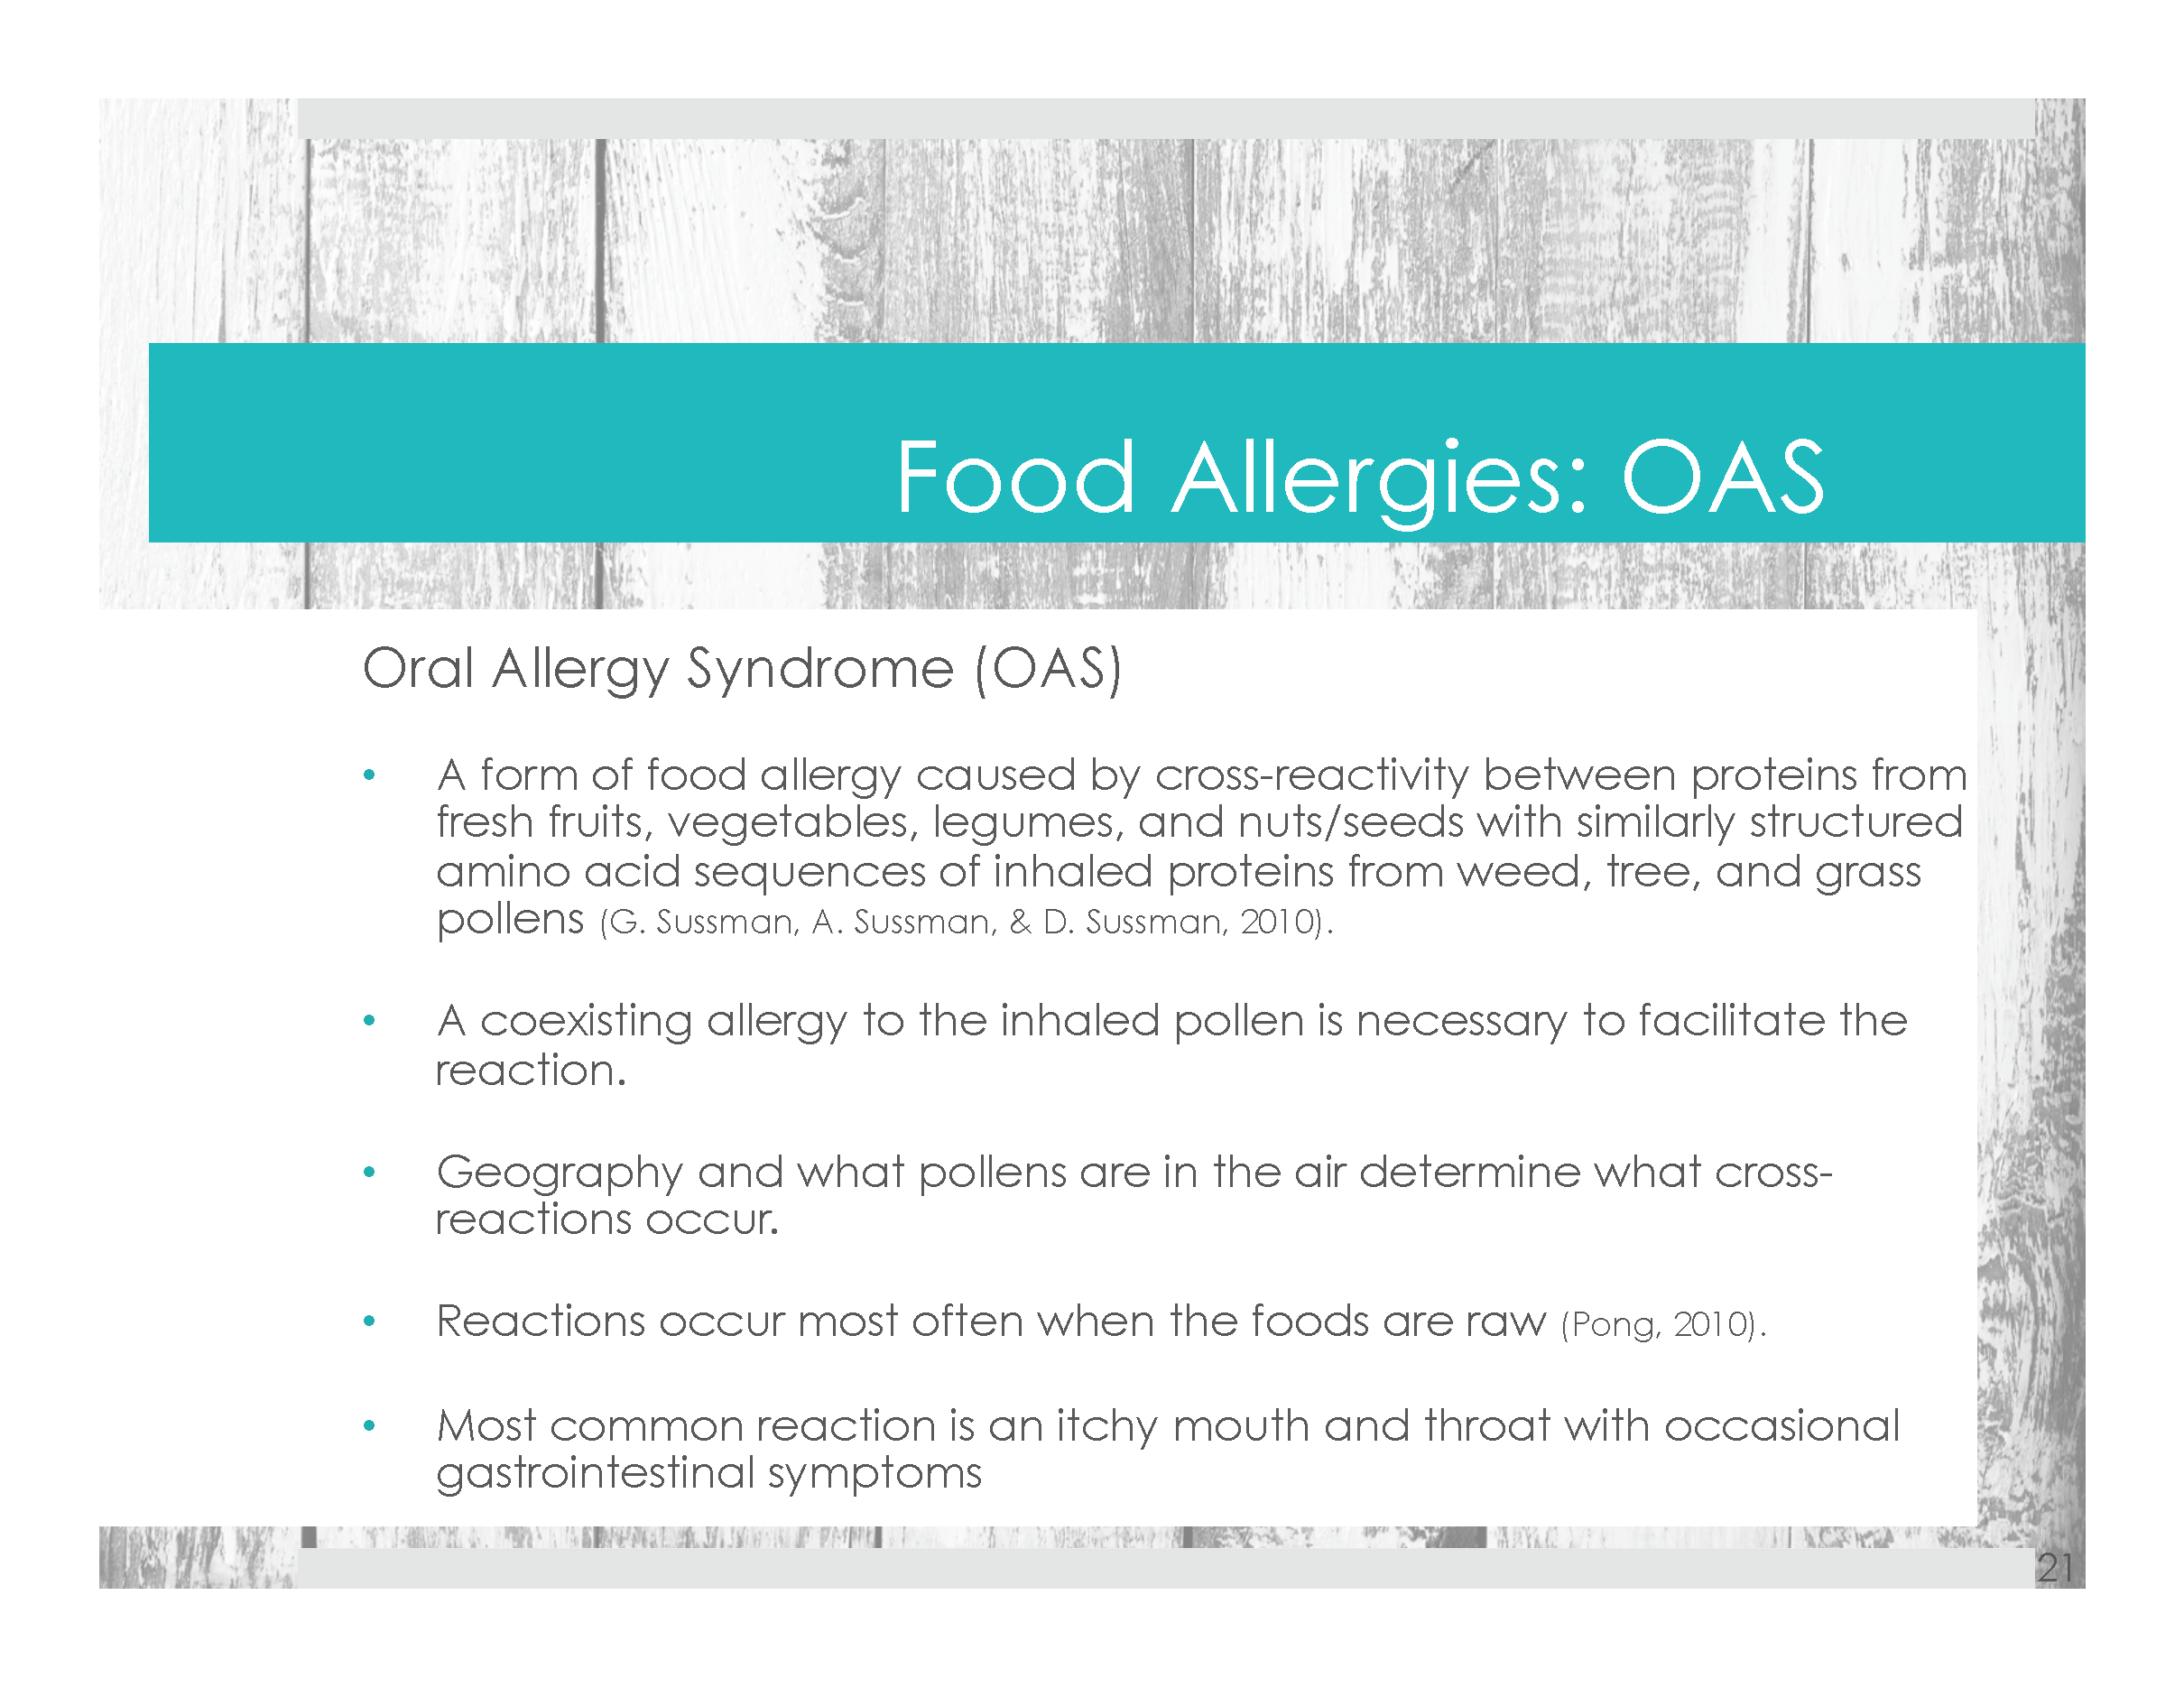 Food Allergies: OAS
Oral Allergy Syndrome (OAS)
• A form of food allergy caused by cross-reactivity between proteins from
fresh fruits, vegetables, legumes, and nuts/seeds with similarly structured
amino acid sequences of inhaled proteins from weed, tree, and grass
pollens (G. Sussman, A. Sussman, & D. Sussman, 2010).
• A coexisting allergy to the inhaled pollen is necessary to facilitate the
reaction.
• Geography and what pollens are in the air determine what cross-
reactions occur.
• Reactions occur most often when the foods are raw (Pong, 2010).
• Most common reaction is an itchy mouth and throat with occasional
gastrointestinal symptoms
21